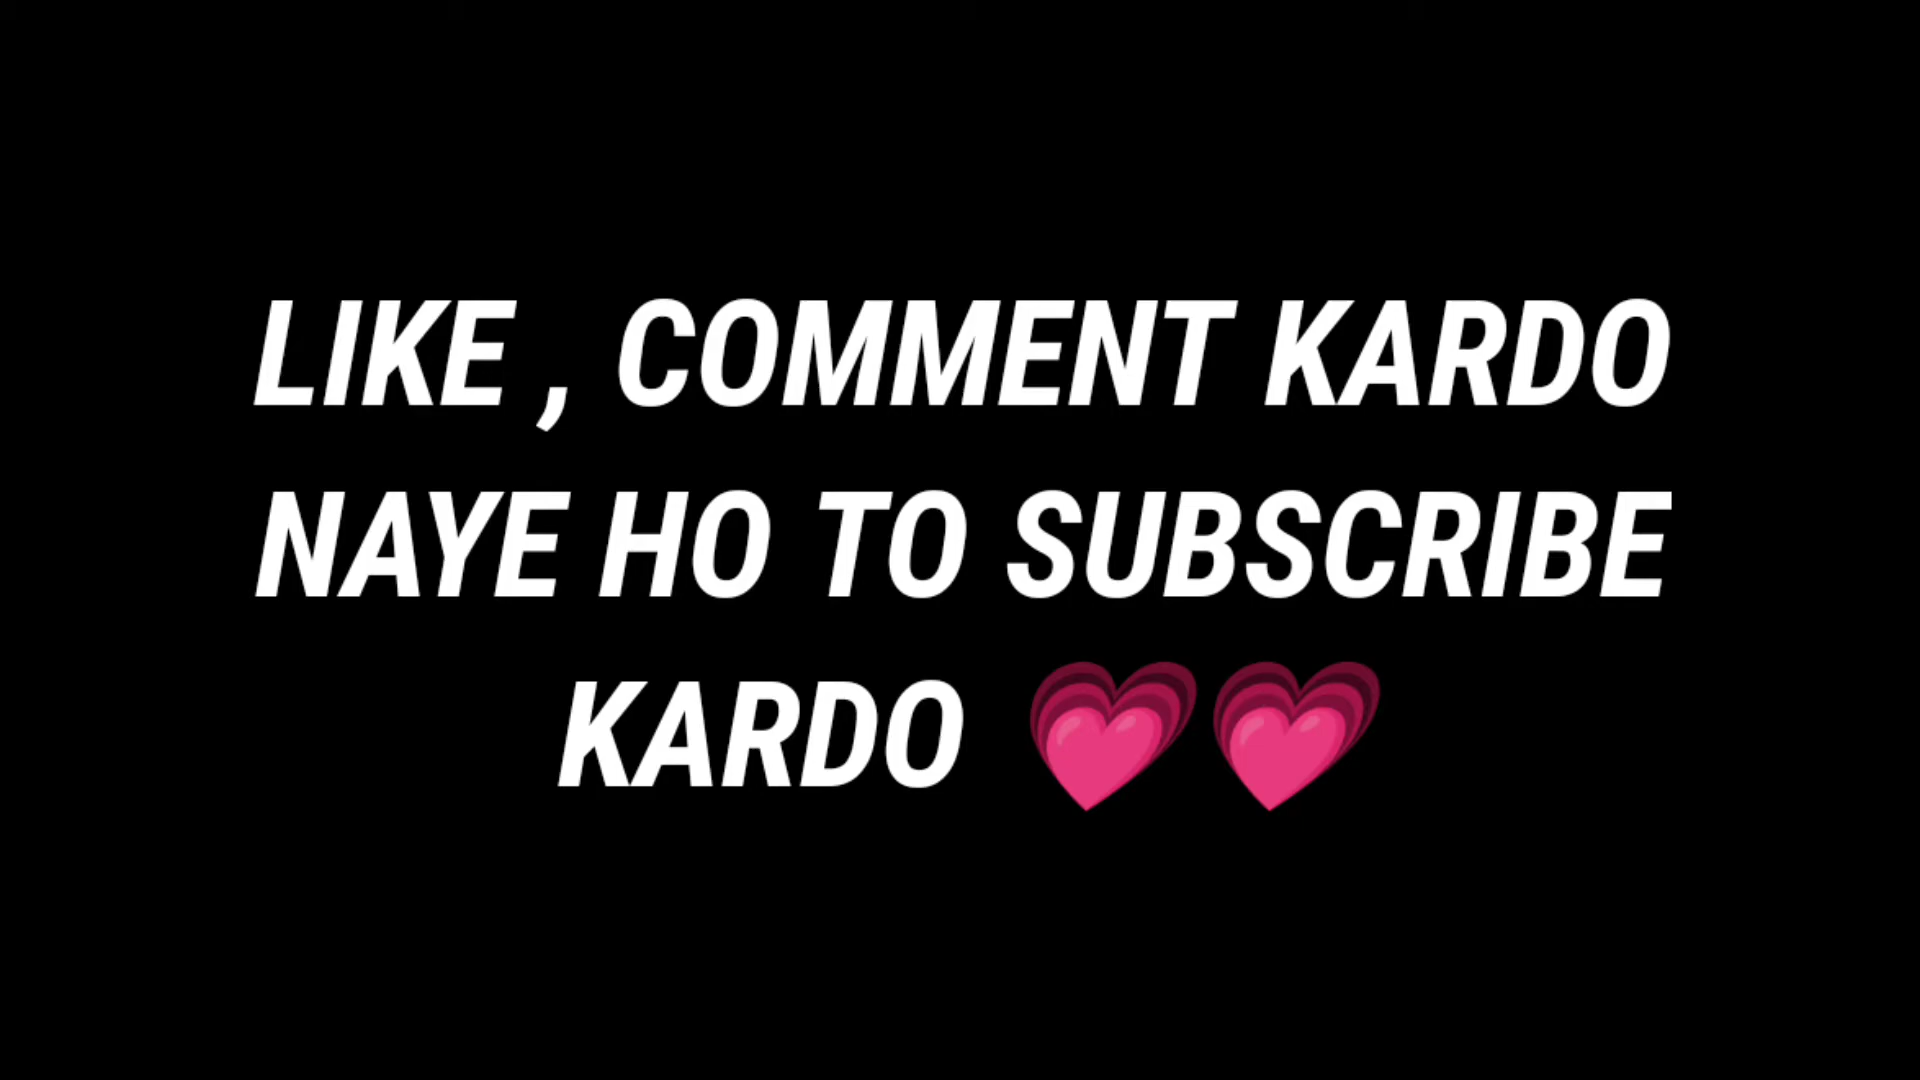 LIKE , COMMENT KARDO
NAYE HO TO SUBSCRIBE
KARDO 💗💗